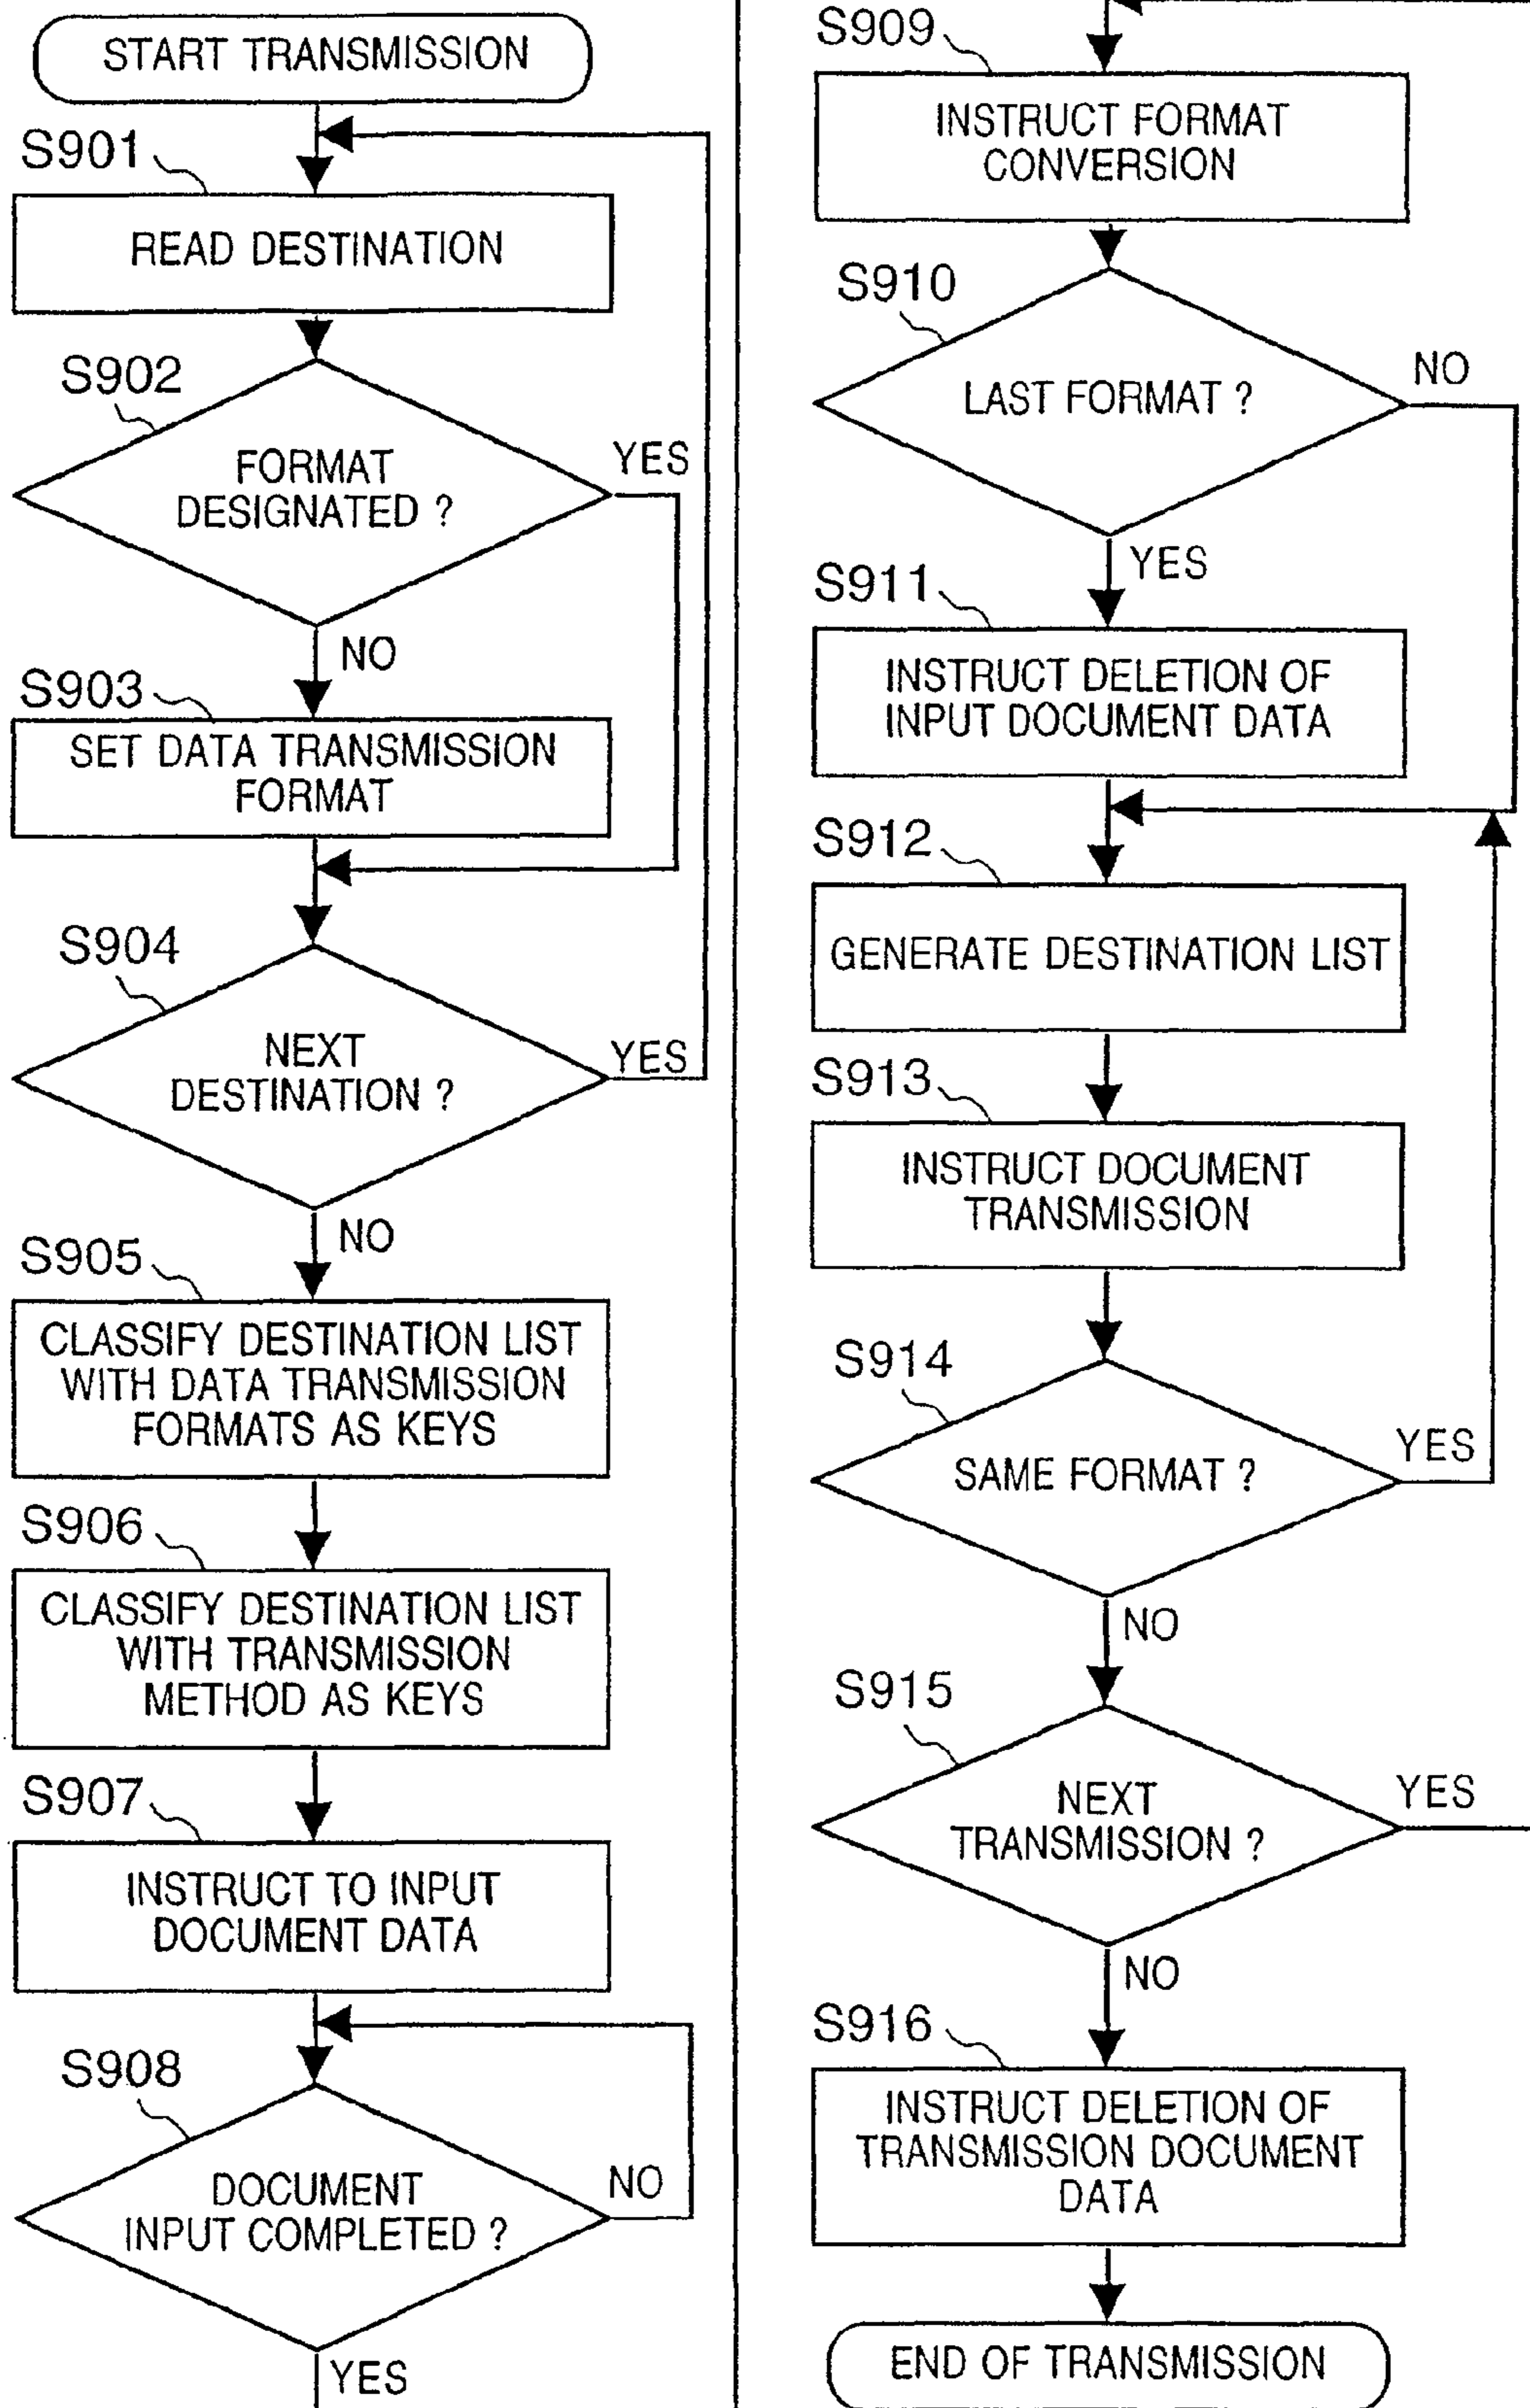 START TRANSMISSION
S901
READ DESTINATION
S902
FORMAT
DESIGNATED ?
YES
NO
S903
SET DATA TRANSMISSION
FORMAT
S904
NEXT
DESTINATION ?
YES
NO
S905
CLASSIFY DESTINATION LIST
WITH DATA TRANSMISSION
FORMATS AS KEYS
S906
CLASSIFY DESTINATION LIST
WITH TRANSMISSION
METHOD AS KEYS
S907
INSTRUCT TO INPUT
DOCUMENT DATA
S908
DOCUMENT
INPUT COMPLETED ?
NO
YES
S909
INSTRUCT FORMAT
CONVERSION
S910
LAST FORMAT ?
NO
YES
S911
INSTRUCT DELETION OF
INPUT DOCUMENT DATA
S912
GENERATE DESTINATION LIST
S913
INSTRUCT DOCUMENT
TRANSMISSION
S914
SAME FORMAT ?
YES
NO
S915
NEXT
TRANSMISSION ?
YES
NO
S916
INSTRUCT DELETION OF
TRANSMISSION DOCUMENT
DATA
END OF TRANSMISSION